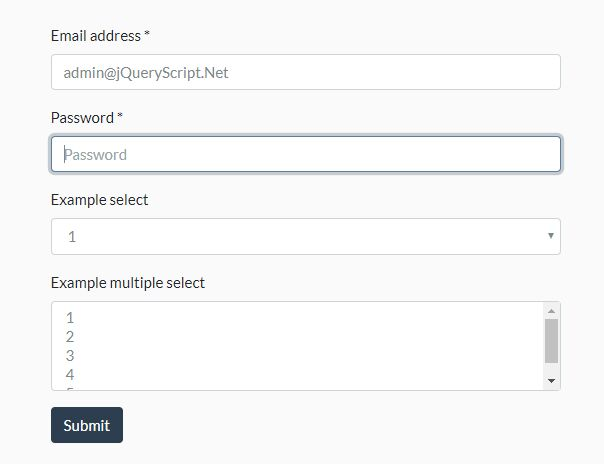 Email address *
admin@jQueryScript.Net
Password *
Password
Example select
1
Example multiple select
1
2
3
4
Submit